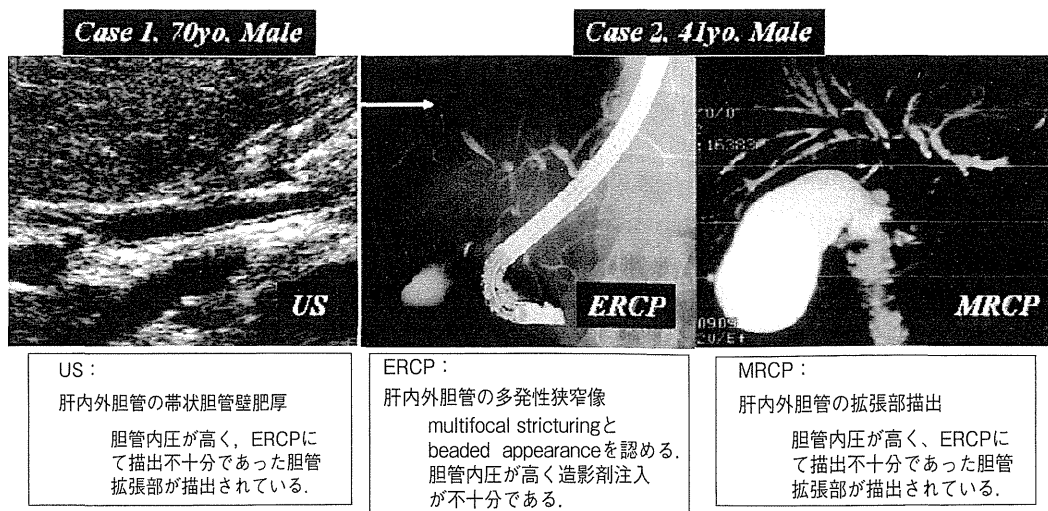 Case 1, 70yo. Male
Case 2, 41yo. Male
US
ERCP
MRCP
US：
肝内外胆管の帯状胆管壁肥厚
胆管内圧が高く，ERCPに
て描出不十分であった胆管
拡張部が描出されている．
ERCP：
肝内外胆管の多発性狭窄像
multifocal stricturingと
beaded appearanceを認める．
胆管内圧が高く造影剤注入
が不十分である．
MRCP：
肝内外胆管の拡張部描出
胆管内圧が高く、ERCPに
て描出不十分であった胆管
拡張部が描出されている．